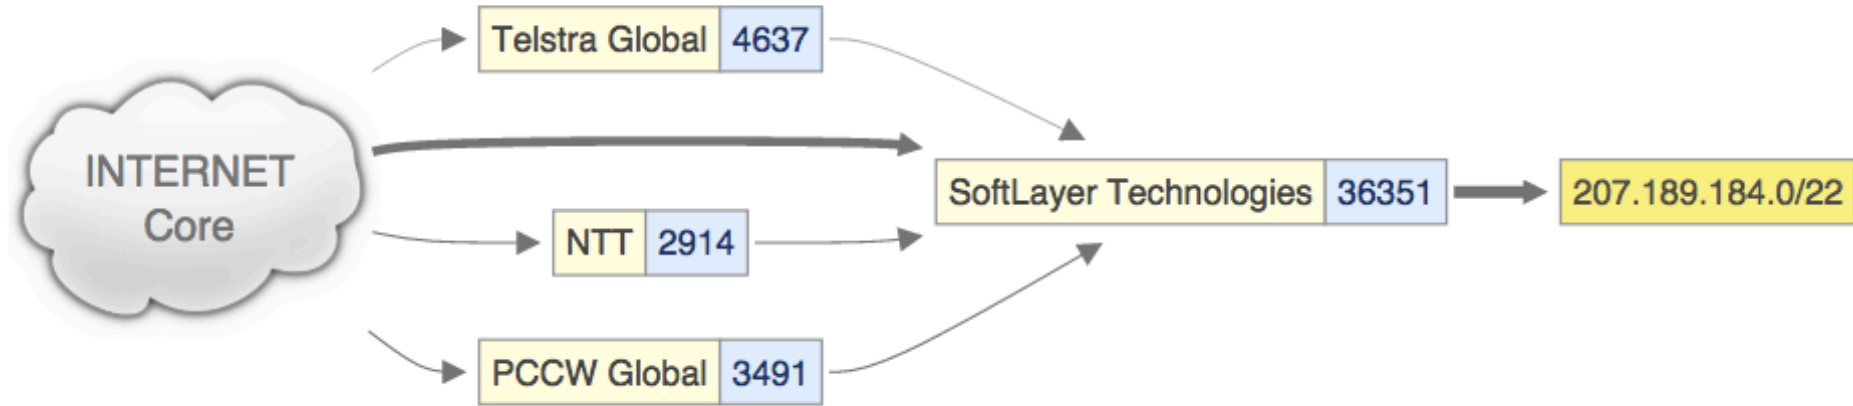 Telstra Global 4637
INTERNET
Core
SoftLayer Technologies 36351
207.189.184.0/22
NTT 2914
PCCW Global 3491